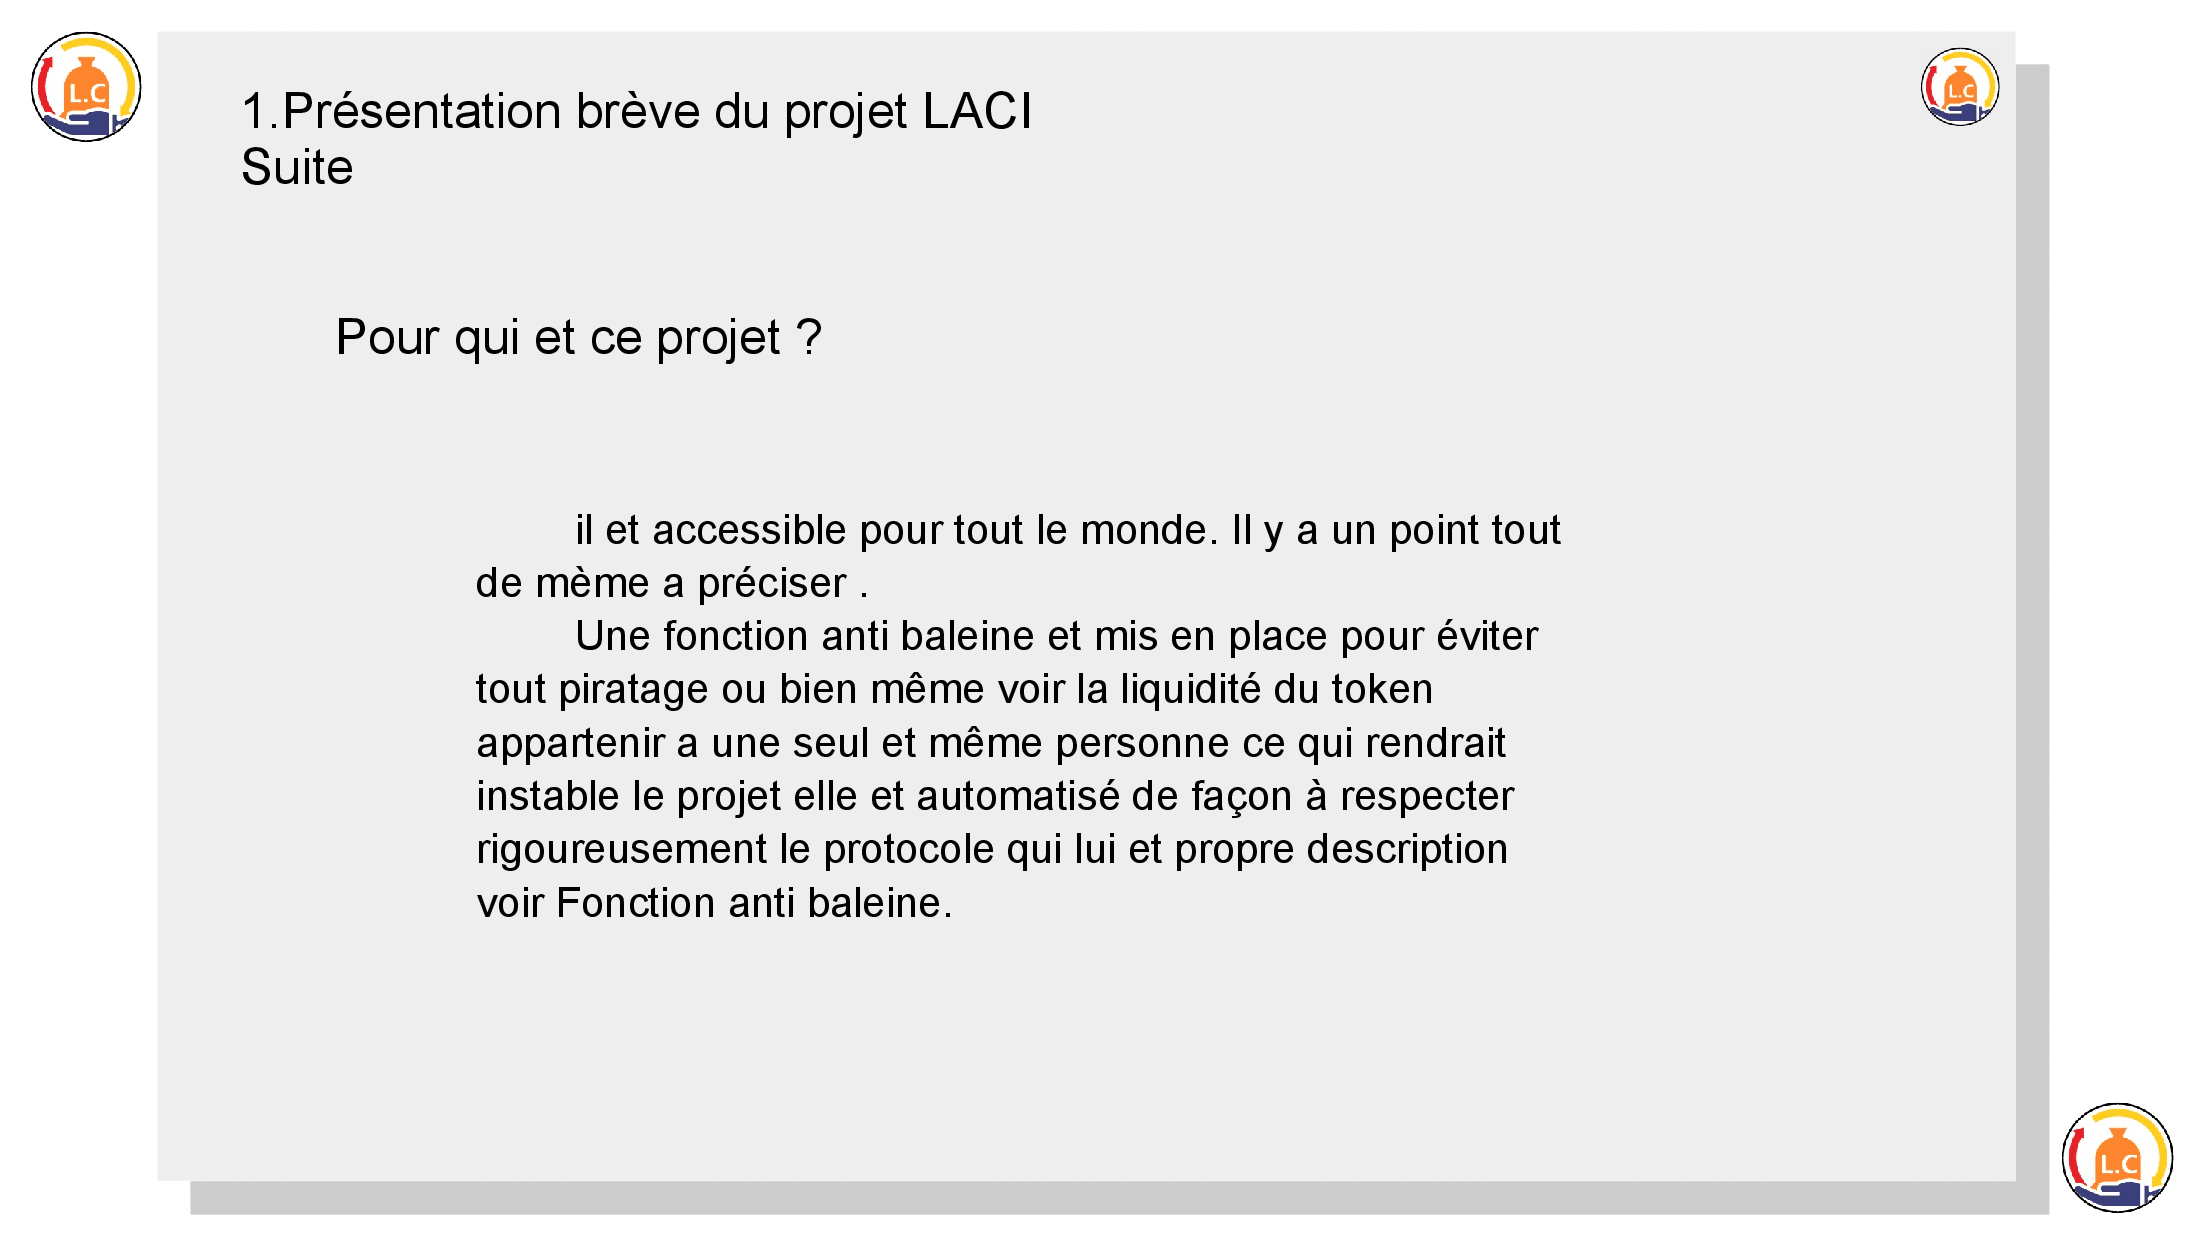 L.C
L.C
1.Présentation brève du projet LACI
Suite
Pour qui et ce projet ?
il et accessible pour tout le monde. Il y a un point tout
de mème a préciser .
Une fonction anti baleine et mis en place pour éviter
tout piratage ou bien même voir la liquidité du token
appartenir a une seul et même personne ce qui rendrait
instable le projet elle et automatisé de façon à respecter
rigoureusement le protocole qui lui et propre description
voir Fonction anti baleine.
L.C